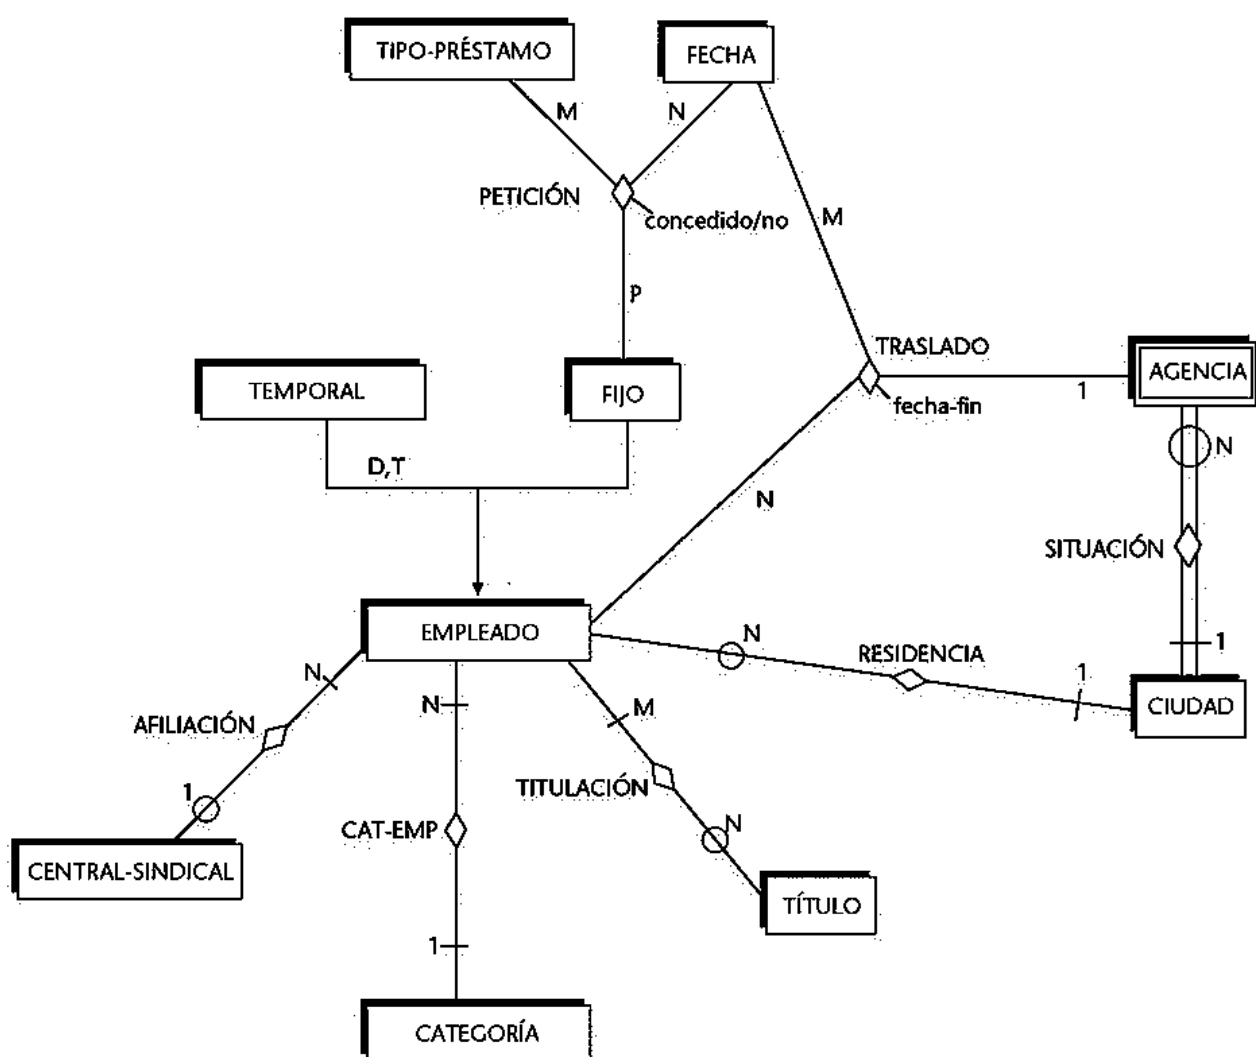 TIPO-PRÉSTAMO
FECHA
M
N
PETICIÓN
concedido/no
M
P
TRASLADO
AGENCIA
TEMPORAL
FIJO
1
fecha-fin
D,T
N
N
SITUACIÓN
EMPLEADO
N
RESIDENCIA
1
1
CIUDAD
N
AFILIACIÓN
N
M
TITULACIÓN
1
CAT-EMP
N
CENTRAL-SINDICAL
TÍTULO
1
CATEGORÍA